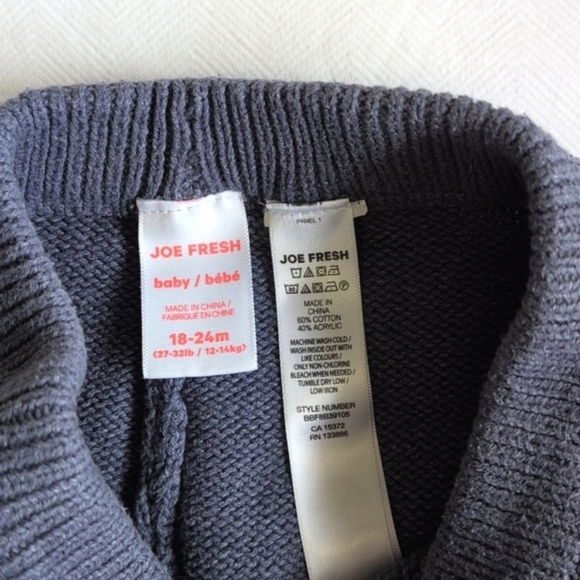 JOE FRESH
baby / bébé
MADE IN CHINA /
FABRIQUÉ EN CHINE
18-24m
(27-32lb / 12-14kg)
PANEL 1
JOE FRESH
MADE IN
CHINA
60% COTTON
40% ACRYLIC
MACHINE WASH COLD /
WASH INSIDE OUT WITH
LIKE COLOURS /
ONLY NON-CHLORINE
BLEACH WHEN NEEDED /
TUMBLE DRY LOW /
LOW IRON
STYLE NUMBER
BBF8B39105
CA 15372
RN 133886